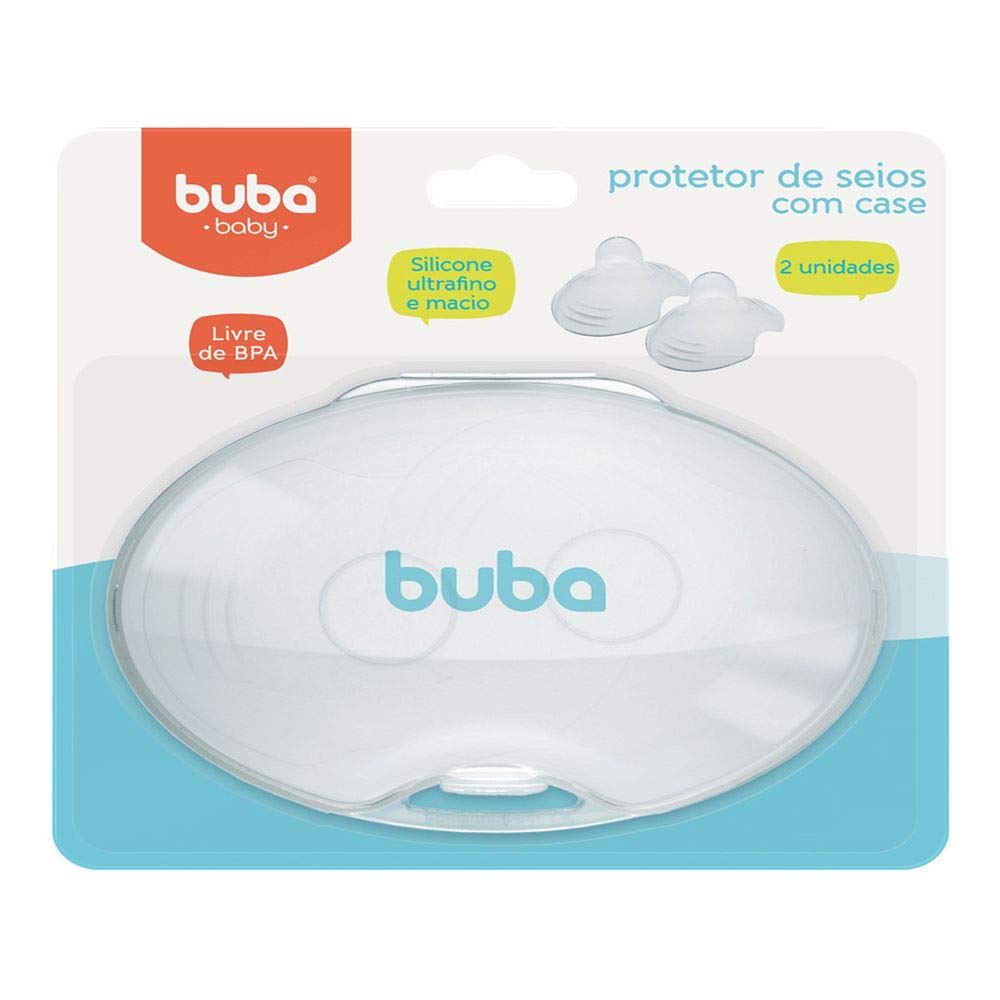 buba®
• baby •
protetor de seios
com case
Silicone
ultrafino
e macio
2 unidades
Livre
de BPA
buba